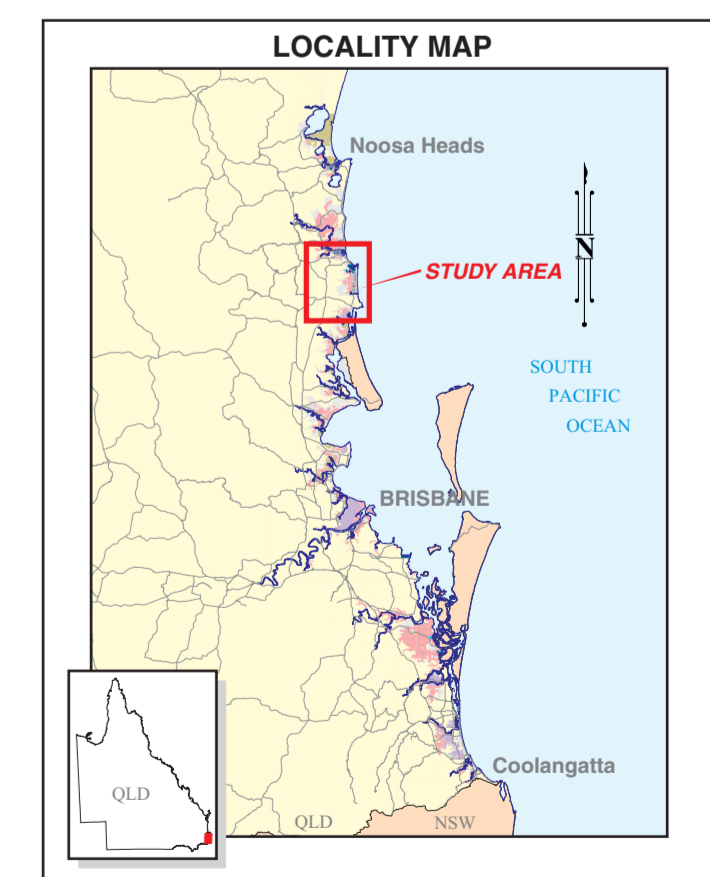 LOCALITY MAP
Noosa Heads
N
STUDY AREA
SOUTH
PACIFIC
OCEAN
BRISBANE
Coolangatta
QLD
QLD
NSW